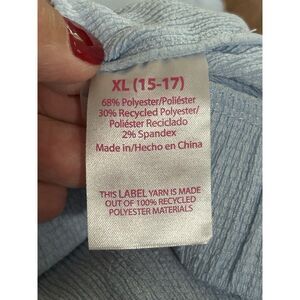 XL (15-17)
68% Polyester/Poliéster
30% Recycled Polyester/
Poliéster Reciclado
2% Spandex
Made in/Hecho en China
THIS LABEL YARN IS MADE
OUT OF 100% RECYCLED
POLYESTER MATERIALS